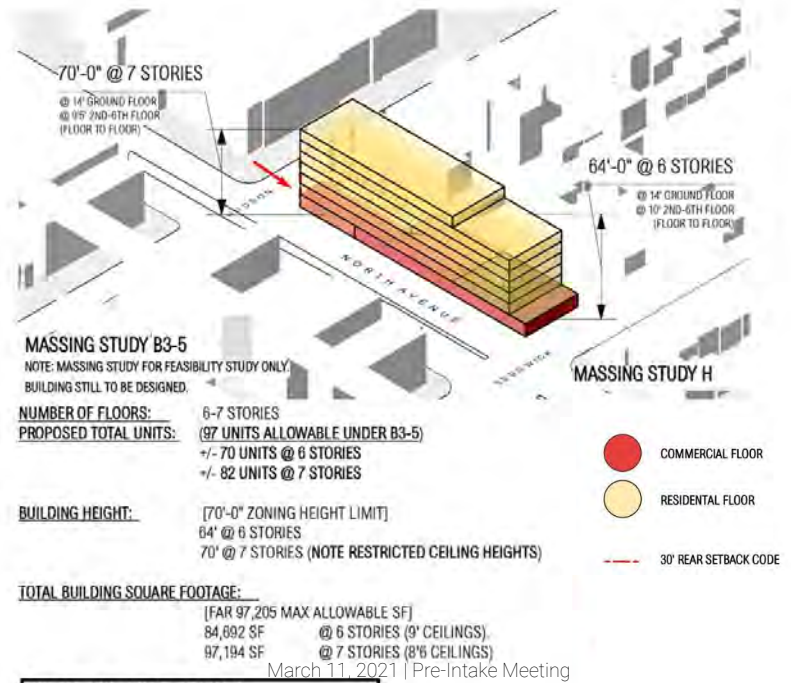 70'-0" @ 7 STORIES
@ 14' GROUND FLOOR
@ 9'5' 2ND-6TH FLOOR
(FLOOR TO FLOOR)
64'-0" @ 6 STORIES
@ 14' GROUND FLOOR
@ 10' 2ND-6TH FLOOR
(FLOOR TO FLOOR)
NORTH AVENUE
SEDGWICK
MASSING STUDY B3-5
NOTE: MASSING STUDY FOR FEASIBILITY STUDY ONLY.
BUILDING STILL TO BE DESIGNED.
MASSING STUDY H
NUMBER OF FLOORS: 6-7 STORIES
PROPOSED TOTAL UNITS: (97 UNITS ALLOWABLE UNDER B3-5)
+/- 70 UNITS @ 6 STORIES
+/- 82 UNITS @ 7 STORIES
COMMERCIAL FLOOR
RESIDENTAL FLOOR
30' REAR SETBACK CODE
BUILDING HEIGHT: [70'-0" ZONING HEIGHT LIMIT]
64' @ 6 STORIES
70' @ 7 STORIES (NOTE RESTRICTED CEILING HEIGHTS)
TOTAL BUILDING SQUARE FOOTAGE:
[FAR 97,205 MAX ALLOWABLE SF]
84,692 SF @ 6 STORIES (9' CEILINGS)
97,194 SF @ 7 STORIES (8'6 CEILINGS)
March 11, 2021 | Pre-Intake Meeting